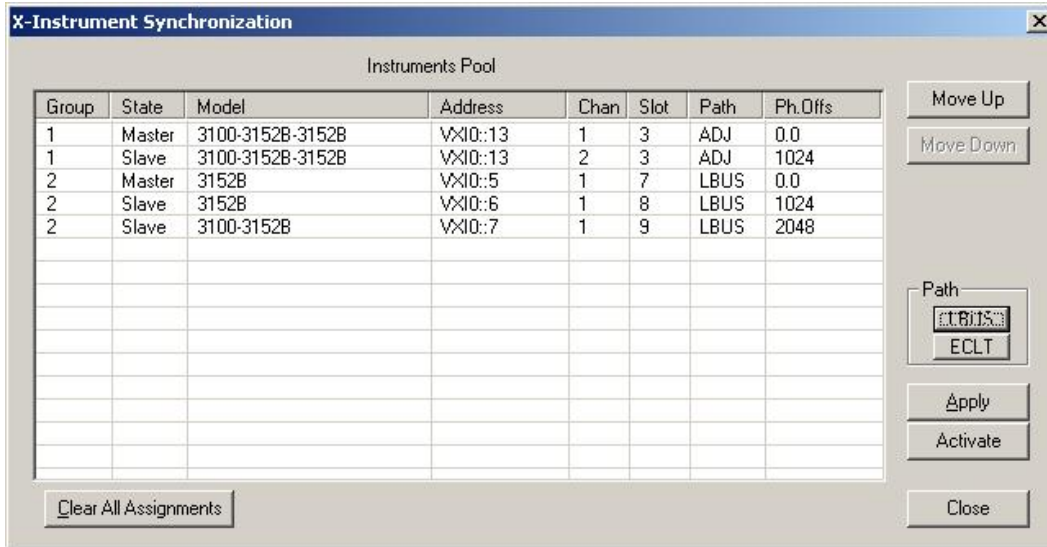 X-Instrument Synchronization
Instruments Pool
Group State Model Address Chan Slot Path Ph.Offs
1 Master 3100-3152B-3152B VXI0::13 1 3 ADJ 0.0
1 Slave 3100-3152B-3152B VXI0::13 2 3 ADJ 1024
2 Master 3152B VXI0::5 1 7 LBUS 0.0
2 Slave 3152B VXI0::6 1 8 LBUS 1024
2 Slave 3100-3152B VXI0::7 1 9 LBUS 2048
Move Up
Move Down
Path
LBUS
ECLT
Apply
Activate
Clear All Assignments
Close